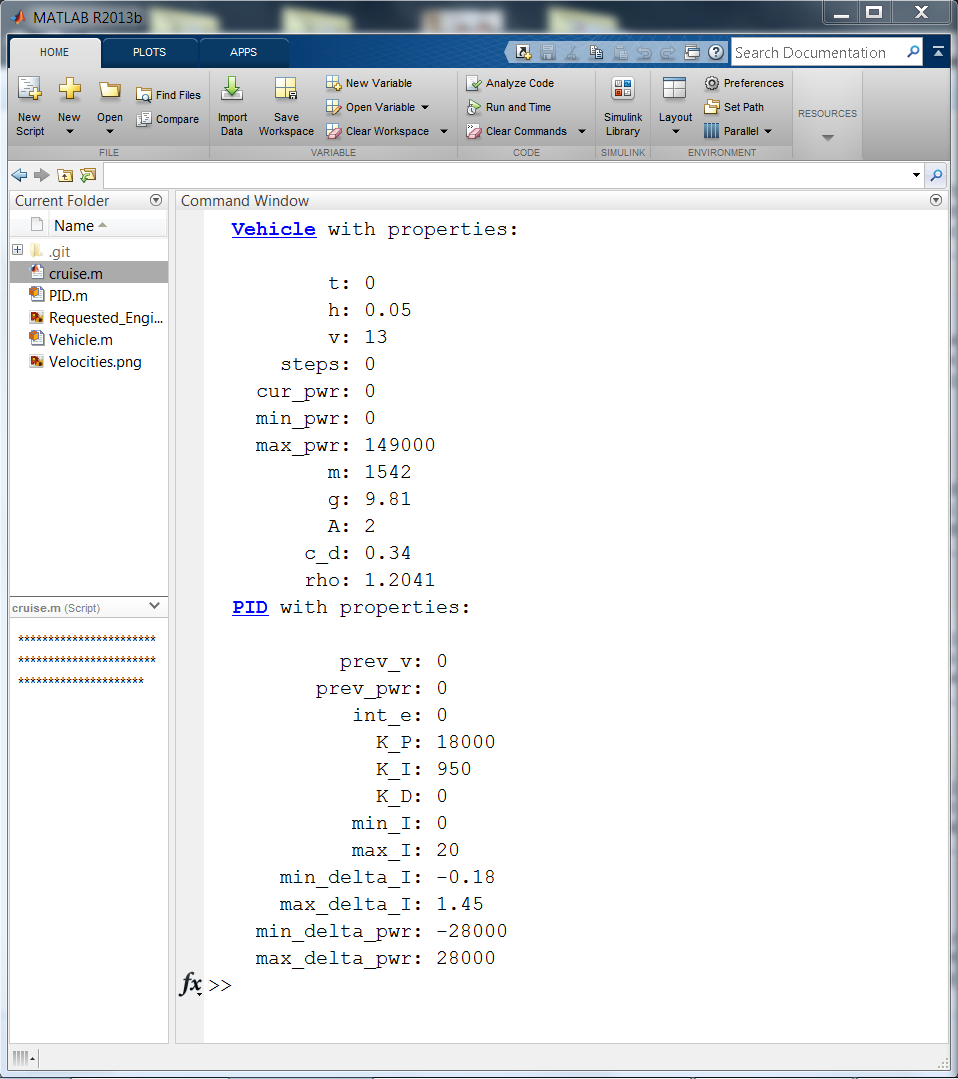 MATLAB R2013b
HOME PLOTS APPS
Search Documentation
New Script
New
Open
Find Files
Compare
Import Data
Save Workspace
New Variable
Open Variable
Clear Workspace
Analyze Code
Run and Time
Clear Commands
Simulink Library
Layout
Preferences
Set Path
Parallel
RESOURCES
FILE VARIABLE CODE SIMULINK ENVIRONMENT
Current Folder
Name
.git
cruise.m
PID.m
Requested_Engi...
Vehicle.m
Velocities.png
cruise.m (Script)
***********************
***********************
*********************
Command Window
Vehicle with properties:
t: 0
h: 0.05
v: 13
steps: 0
cur_pwr: 0
min_pwr: 0
max_pwr: 149000
m: 1542
g: 9.81
A: 2
c_d: 0.34
rho: 1.2041
PID with properties:
prev_v: 0
prev_pwr: 0
int_e: 0
K_P: 18000
K_I: 950
K_D: 0
min_I: 0
max_I: 20
min_delta_I: -0.18
max_delta_I: 1.45
min_delta_pwr: -28000
max_delta_pwr: 28000
fx >>